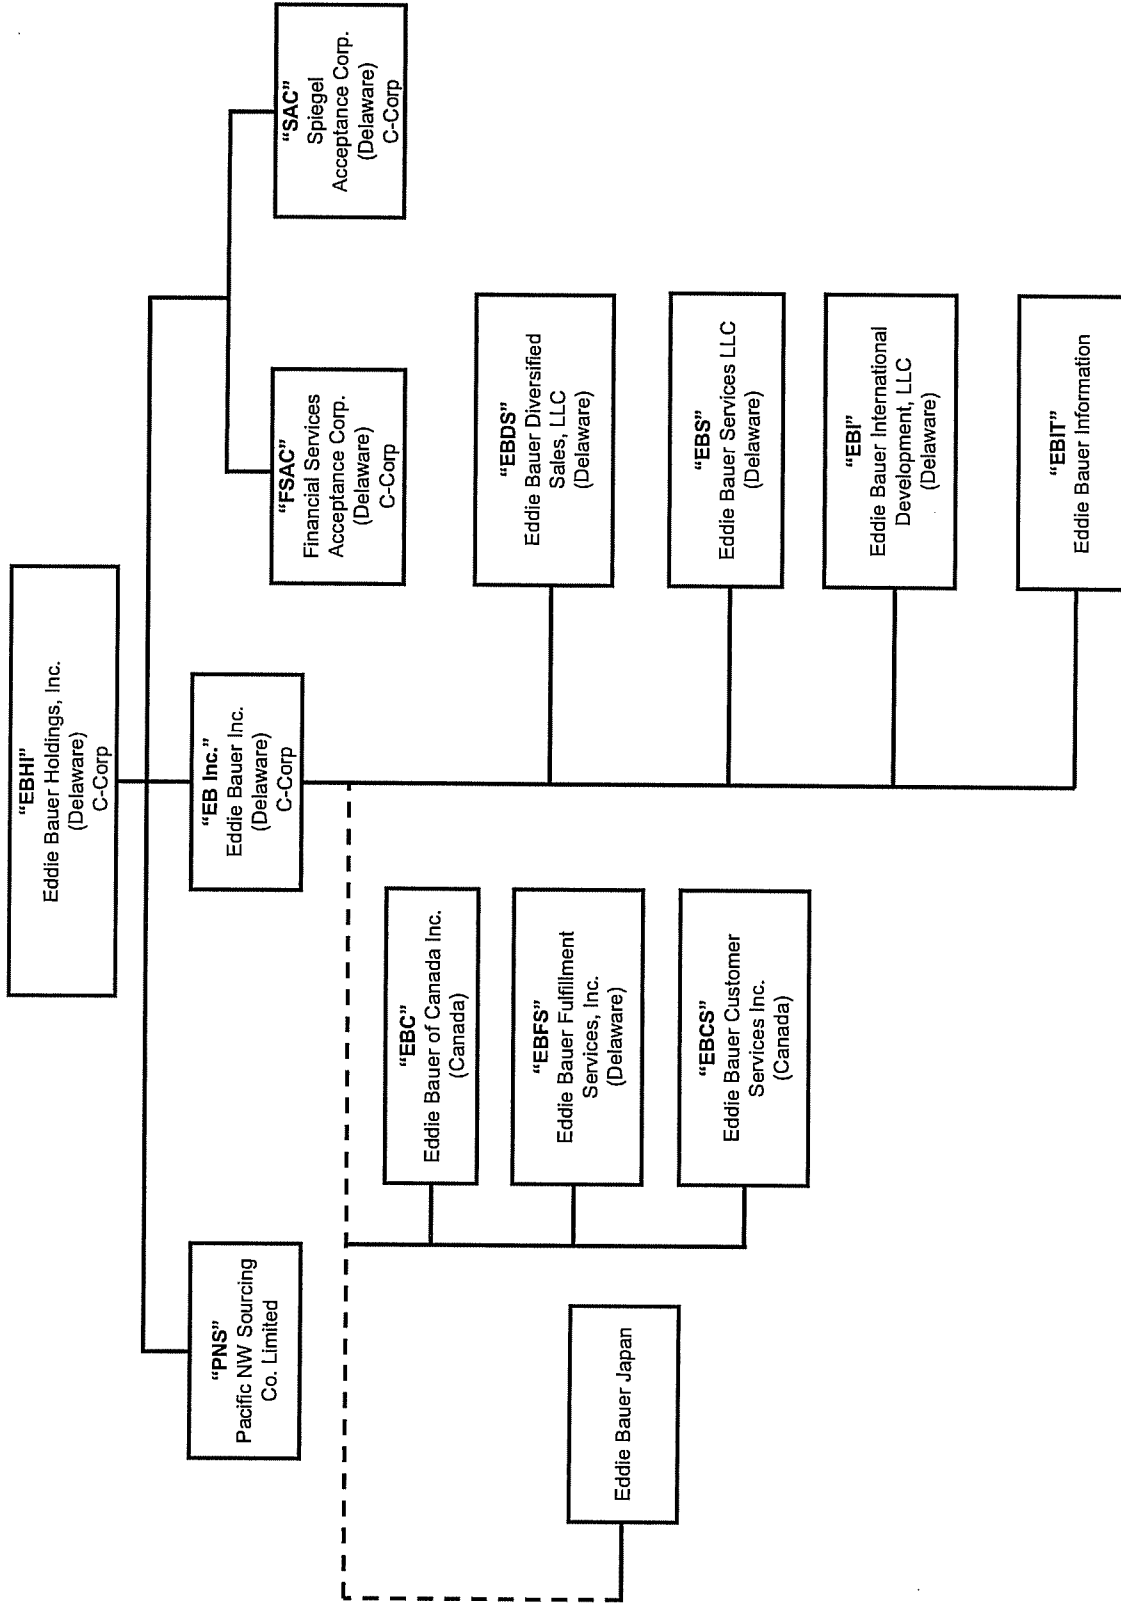 “EBHI”
Eddie Bauer Holdings, Inc.
(Delaware)
C-Corp
“PNS”
Pacific NW Sourcing
Co. Limited
“EB Inc.”
Eddie Bauer Inc.
(Delaware)
C-Corp
“FSAC”
Financial Services
Acceptance Corp.
(Delaware)
C-Corp
“SAC”
Spiegel
Acceptance Corp.
(Delaware)
C-Corp
Eddie Bauer Japan
“EBC”
Eddie Bauer of Canada Inc.
(Canada)
“EBFS”
Eddie Bauer Fulfillment
Services, Inc.
(Delaware)
“EBCS”
Eddie Bauer Customer
Services Inc.
(Canada)
“EBDS”
Eddie Bauer Diversified
Sales, LLC
(Delaware)
“EBS”
Eddie Bauer Services LLC
(Delaware)
“EBI”
Eddie Bauer International
Development, LLC
(Delaware)
“EBIT”
Eddie Bauer Information